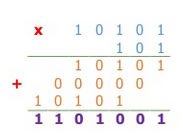 x 1 0 1 0 1
1 0 1
1 0 1 0 1
+ 0 0 0 0 0
1 0 1 0 1
1 1 0 1 0 0 1